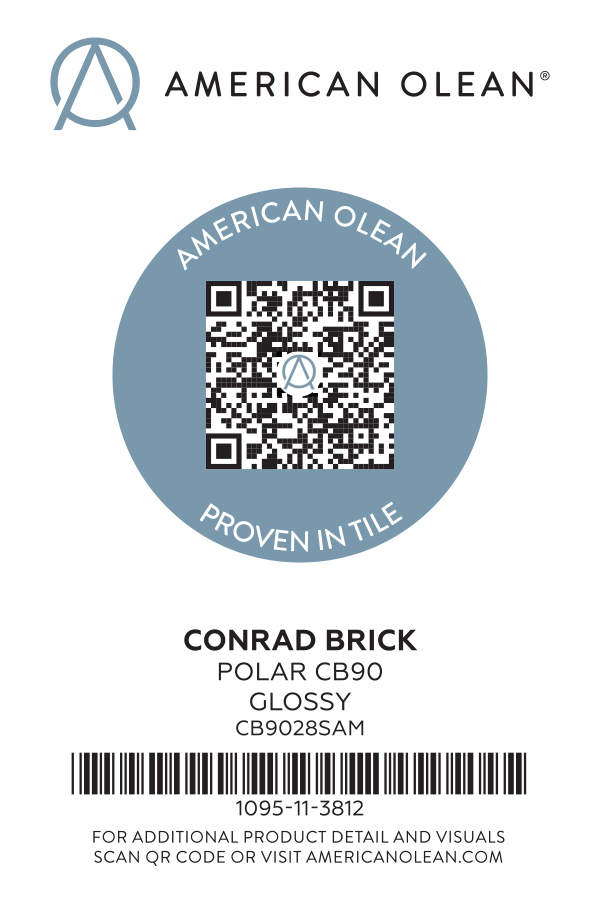 AMERICAN OLEAN®
AMERICAN OLEAN
PROVEN IN TILE
CONRAD BRICK
POLAR CB90
GLOSSY
CB9028SAM
1095-11-3812
FOR ADDITIONAL PRODUCT DETAIL AND VISUALS
SCAN QR CODE OR VISIT AMERICANOLEAN.COM